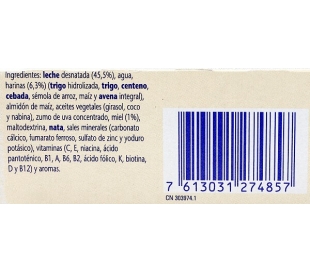 Ingredientes: leche desnatada (45,5%), agua,
harinas (6,3%) (trigo hidrolizada, trigo, centeno,
cebada, sémola de arroz, maíz y avena integral),
almidón de maíz, aceites vegetales (girasol, coco
y nabina), zumo de uva concentrado, miel (1%),
maltodextrina, nata, sales minerales (carbonato
cálcico, fumarato ferroso, sulfato de zinc y yoduro
potásico), vitaminas (C, E, niacina, ácido
pantoténico, B1, A, B6, B2, ácido fólico, K, biotina,
D y B12) y aromas.
7 613031 274857 >
CN 303974.1